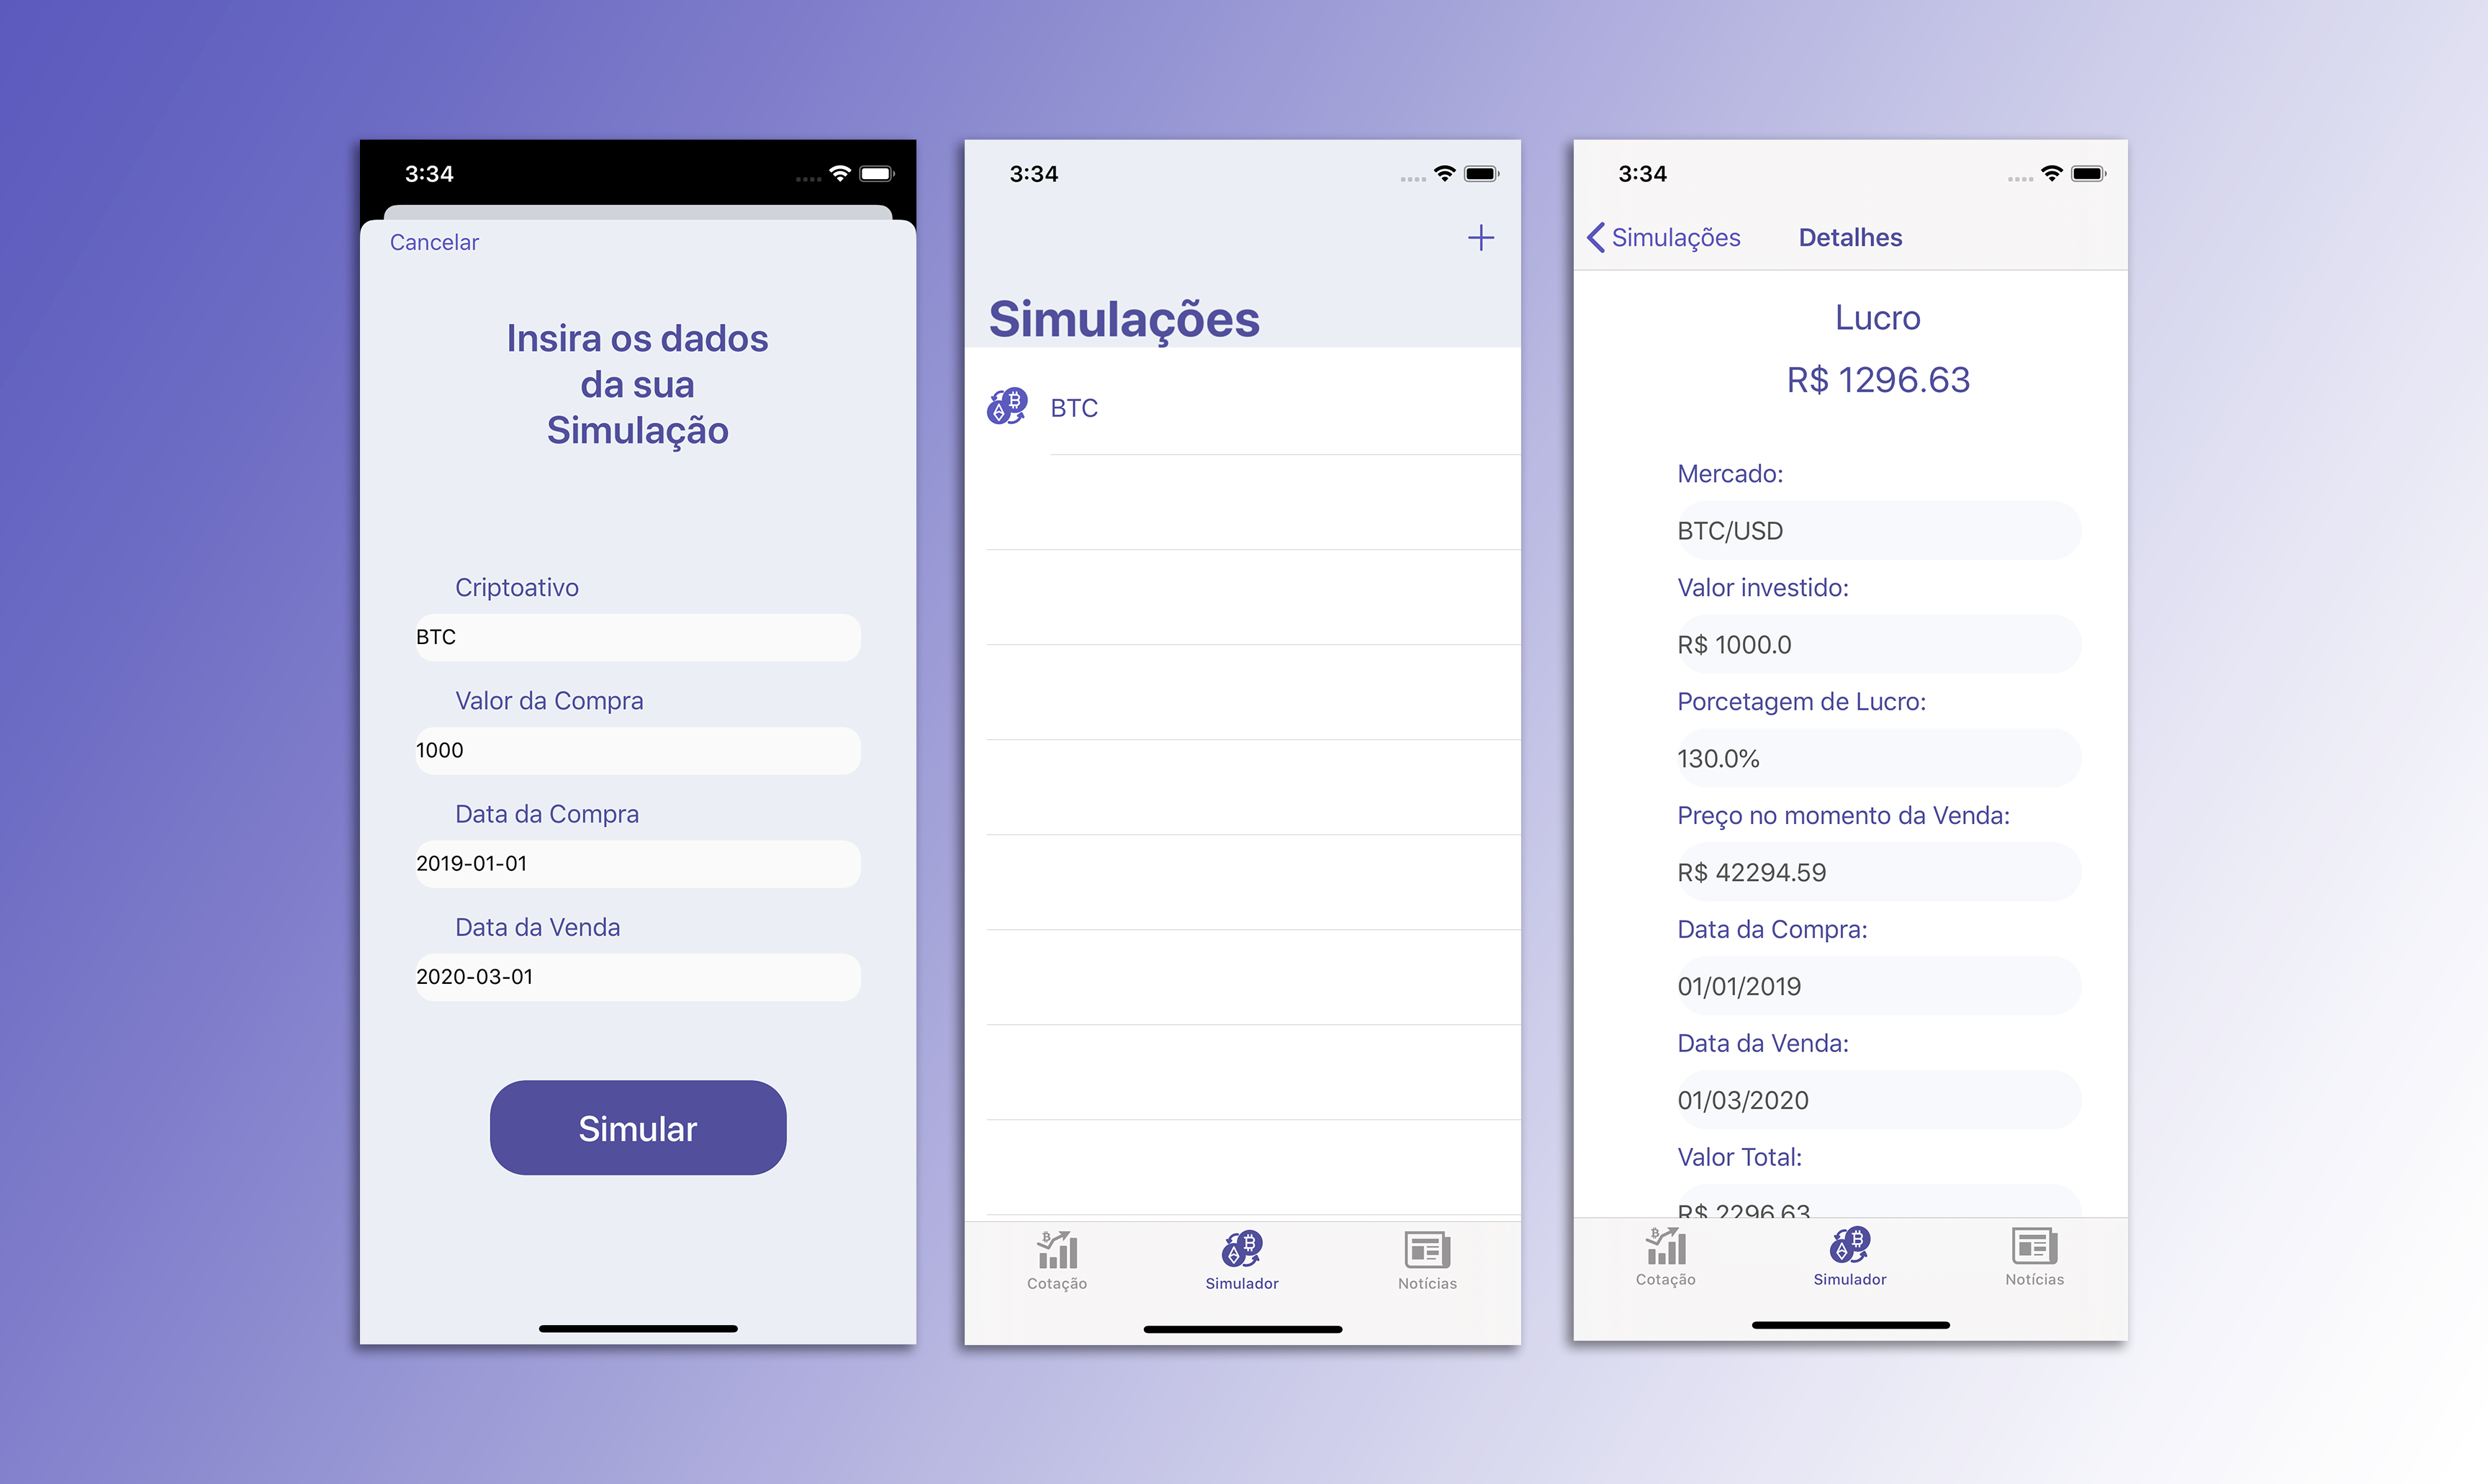 3:34
Cancelar
Insira os dados
da sua
Simulação
Criptoativo
BTC
Valor da Compra
1000
Data da Compra
2019-01-01
Data da Venda
2020-03-01
Simular
3:34
Simulações
BTC
Cotação
Simulador
Notícias
3:34
Simulações
Detalhes
Lucro
R$ 1296.63
Mercado:
BTC/USD
Valor investido:
R$ 1000.0
Porcetagem de Lucro:
130.0%
Preço no momento da Venda:
R$ 42294.59
Data da Compra:
01/01/2019
Data da Venda:
01/03/2020
Valor Total:
R$ 2296.63
Cotação
Simulador
Notícias